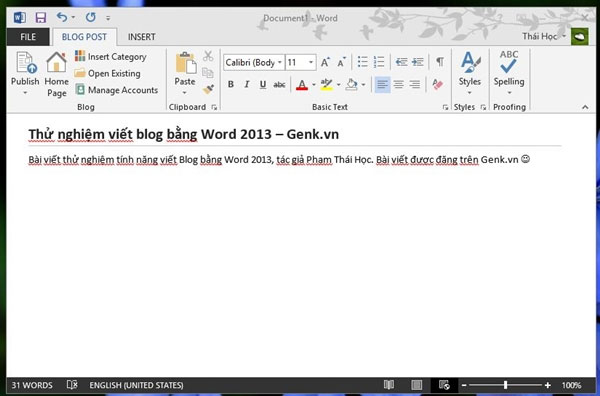 Document1 - Word
FILE BLOG POST INSERT Thái Học
Publish Home Page Insert Category Open Existing Manage Accounts Paste Calibri (Body 11 Styles ABC Spelling
B I U abc A
Blog Clipboard Basic Text Styles Proofing
Thử nghiệm viết blog bằng Word 2013 – Genk.vn
Bài viết thử nghiệm tính năng viết Blog bằng Word 2013, tác giả Phạm Thái Học. Bài viết được đăng trên Genk.vn ☺
31 WORDS ENGLISH (UNITED STATES) 100%